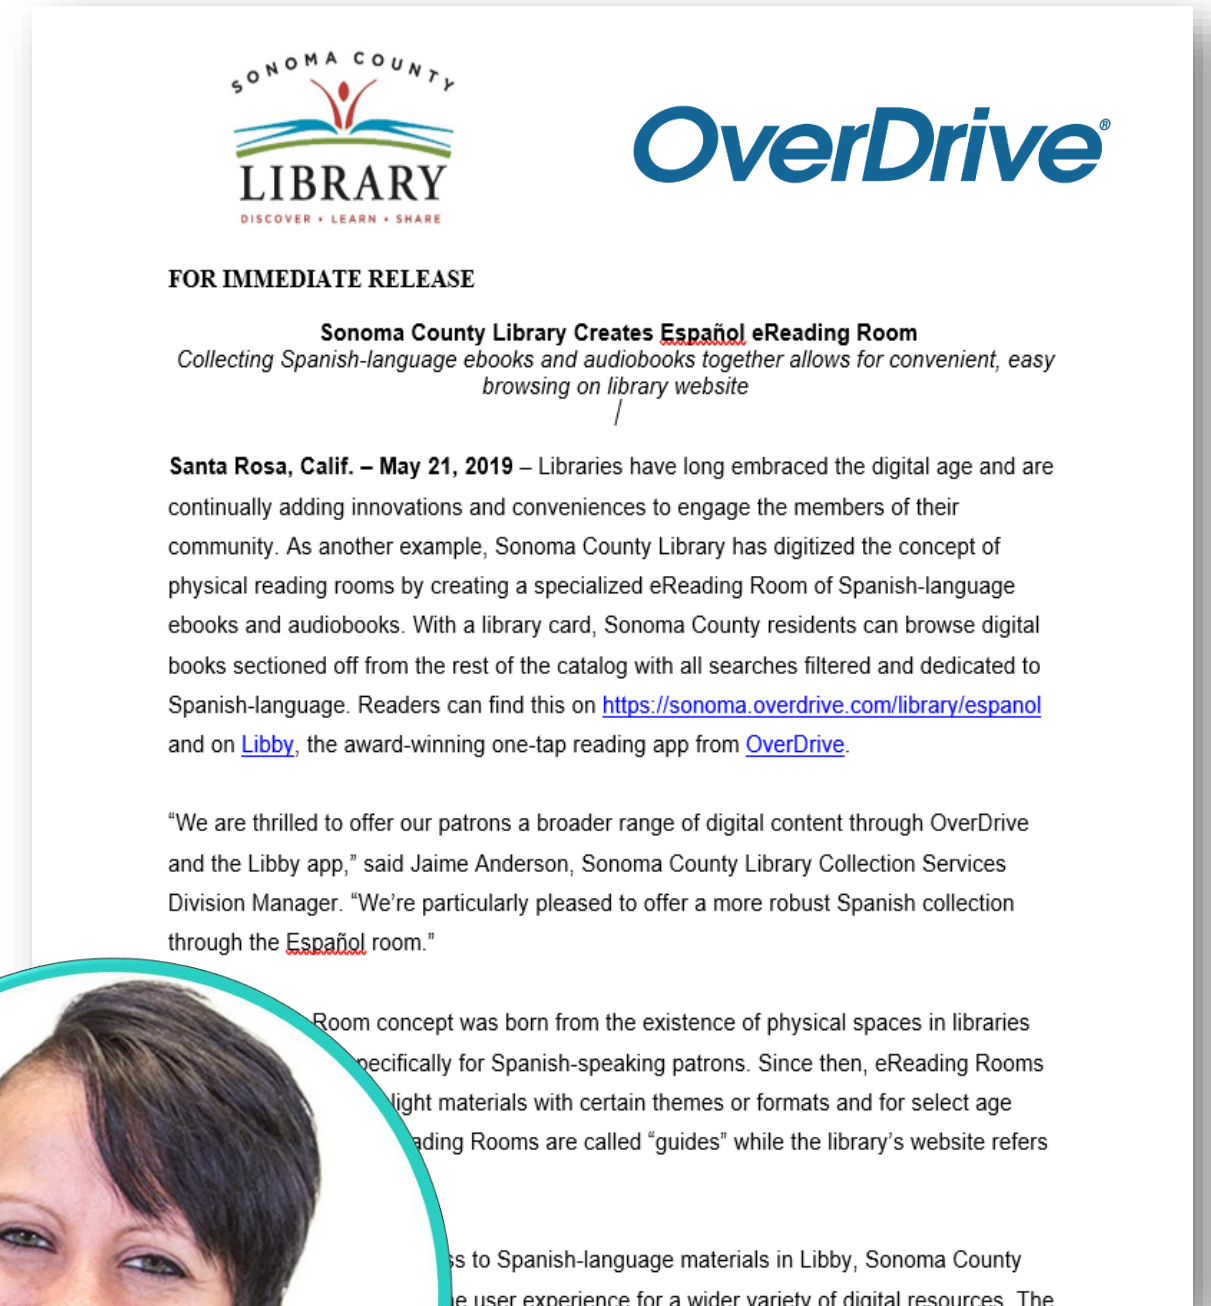 SONOMA COUNTY
LIBRARY
DISCOVER • LEARN • SHARE
OverDrive®
FOR IMMEDIATE RELEASE
Sonoma County Library Creates Español eReading Room
Collecting Spanish-language ebooks and audiobooks together allows for convenient, easy
browsing on library website
Santa Rosa, Calif. – May 21, 2019 – Libraries have long embraced the digital age and are
continually adding innovations and conveniences to engage the members of their
community. As another example, Sonoma County Library has digitized the concept of
physical reading rooms by creating a specialized eReading Room of Spanish-language
ebooks and audiobooks. With a library card, Sonoma County residents can browse digital
books sectioned off from the rest of the catalog with all searches filtered and dedicated to
Spanish-language. Readers can find this on https://sonoma.overdrive.com/library/espanol
and on Libby, the award-winning one-tap reading app from OverDrive.
“We are thrilled to offer our patrons a broader range of digital content through OverDrive
and the Libby app,” said Jaime Anderson, Sonoma County Library Collection Services
Division Manager. “We’re particularly pleased to offer a more robust Spanish collection
through the Español room.”
Room concept was born from the existence of physical spaces in libraries
for Spanish-speaking patrons. Since then, eReading Rooms
materials with certain themes or formats and for select age
Rooms are called “guides” while the library’s website refers
to Spanish-language materials in Libby, Sonoma County
user experience for a wider variety of digital resources. The